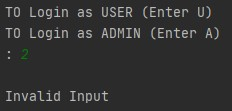 TO Login as USER (Enter U)
TO Login as ADMIN (Enter A)
: 2
Invalid Input